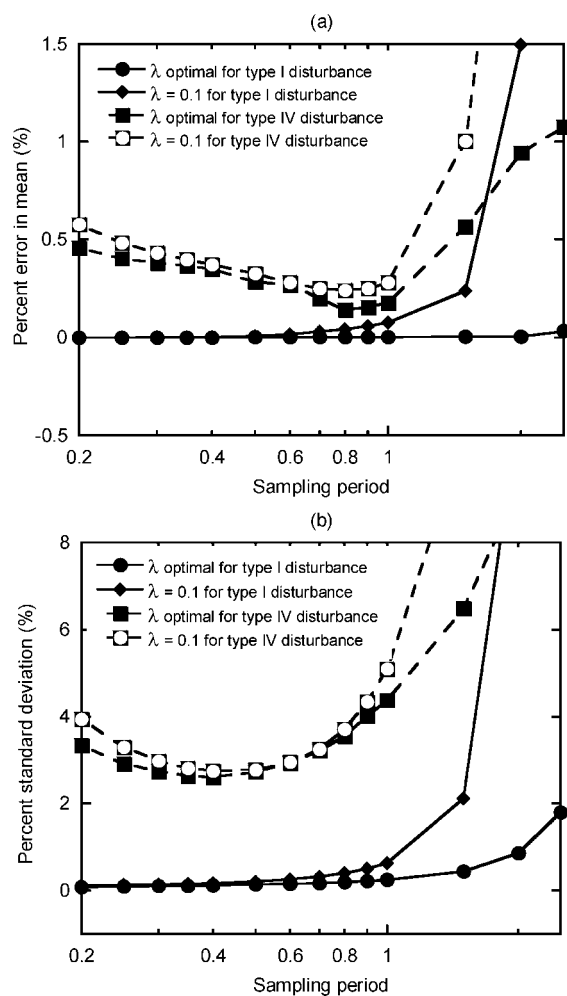 (a)
1.5
1
0.5
0
-0.5
Percent error in mean (%)
λ optimal for type I disturbance
λ = 0.1 for type I disturbance
λ optimal for type IV disturbance
λ = 0.1 for type IV disturbance
0.2 0.4 0.6 0.8 1
Sampling period
(b)
8
6
4
2
0
Percent standard deviation (%)
λ optimal for type I disturbance
λ = 0.1 for type I disturbance
λ optimal for type IV disturbance
λ = 0.1 for type IV disturbance
0.2 0.4 0.6 0.8 1
Sampling period